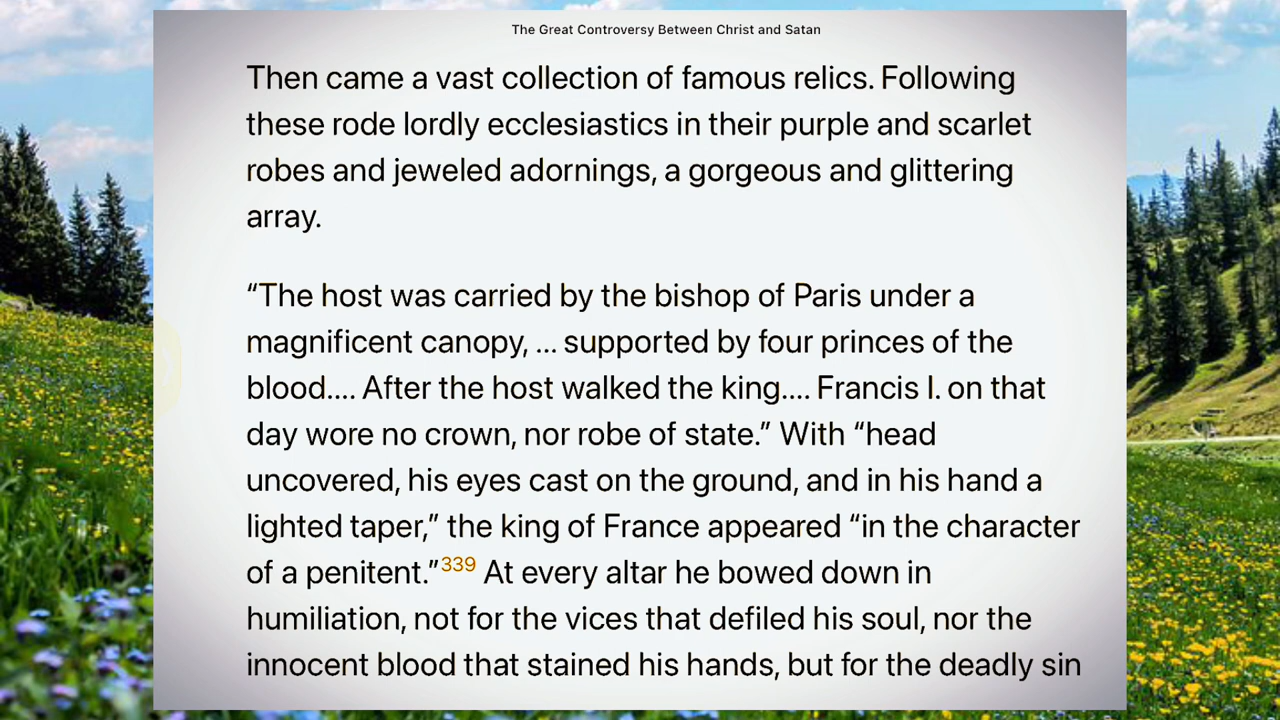 The Great Controversy Between Christ and Satan
Then came a vast collection of famous relics. Following
these rode lordly ecclesiastics in their purple and scarlet
robes and jeweled adornings, a gorgeous and glittering
array.
“The host was carried by the bishop of Paris under a
magnificent canopy, ... supported by four princes of the
blood.... After the host walked the king.... Francis I. on that
day wore no crown, nor robe of state.” With “head
uncovered, his eyes cast on the ground, and in his hand a
lighted taper,” the king of France appeared “in the character
of a penitent.”339 At every altar he bowed down in
humiliation, not for the vices that defiled his soul, nor the
innocent blood that stained his hands, but for the deadly sin